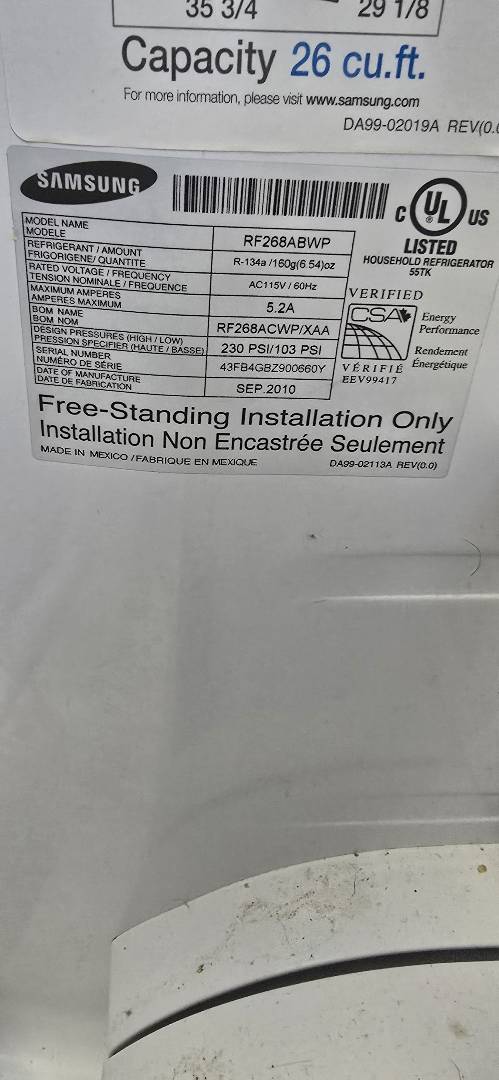 35 3/4
29 1/8
Capacity 26 cu.ft.
For more information, please visit www.samsung.com
DA99-02019A REV(0.
SAMSUNG
MODEL NAME
MODELE
RF268ABWP
REFRIGERANT / AMOUNT
FRIGORIGENE/ QUANTITE
R-134a /160g(6.54)oz
RATED VOLTAGE / FREQUENCY
TENSION NOMINALE / FREQUENCE
AC115V / 60Hz
MAXIMUM AMPERES
AMPERES MAXIMUM
5.2A
BOM NAME
BOM NOM
RF268ACWP/XAA
DESIGN PRESSURES (HIGH / LOW)
PRESSION SPECIFIER (HAUTE / BASSE)
230 PSI/103 PSI
SERIAL NUMBER
NUMÉRO DE SÉRIE
43FB4GBZ900660Y
DATE OF MANUFACTURE
DATE DE FABRICATION
SEP.2010
C UL US
LISTED
HOUSEHOLD REFRIGERATOR
55TK
VERIFIED
CSA
Energy
Performance
Rendement
Énergétique
VÉRIFIÉ
EEV99417
Free-Standing Installation Only
Installation Non Encastrée Seulement
MADE IN MEXICO /FABRIQUE EN MEXIQUE
DA99-02113A REV(0.0)